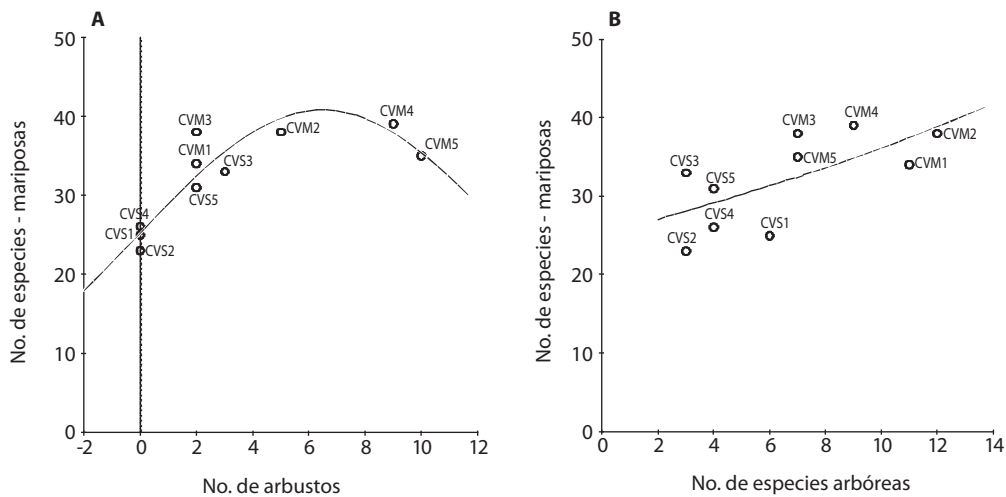 A
50
40
30
20
10
0
No. de especies - mariposas
CVM3
CVM1
CVS5
CVS3
CVM2
CVM4
CVM5
CVS4
CVS1
CVS2
-2 0 2 4 6 8 10 12
No. de arbustos
B
50
40
30
20
10
0
No. de especies - mariposas
CVM4
CVM3
CVM2
CVM5
CVM1
CVS3
CVS5
CVS4
CVS1
CVS2
0 2 4 6 8 10 12 14
No. de especies arbóreas